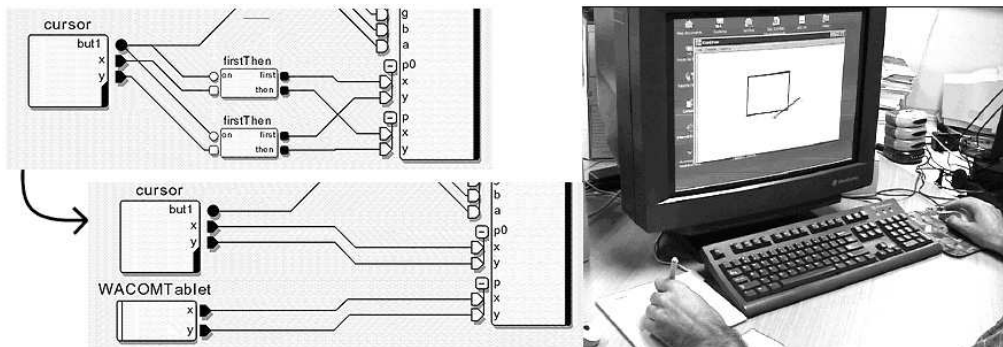 cursor
but1
x
y
firstThen
on first
then
firstThen
on first
then
g
b
a
p0
x
y
p
x
y
cursor
but1
x
y
WACOMTablet
x
y
b
a
p0
x
y
p
x
y